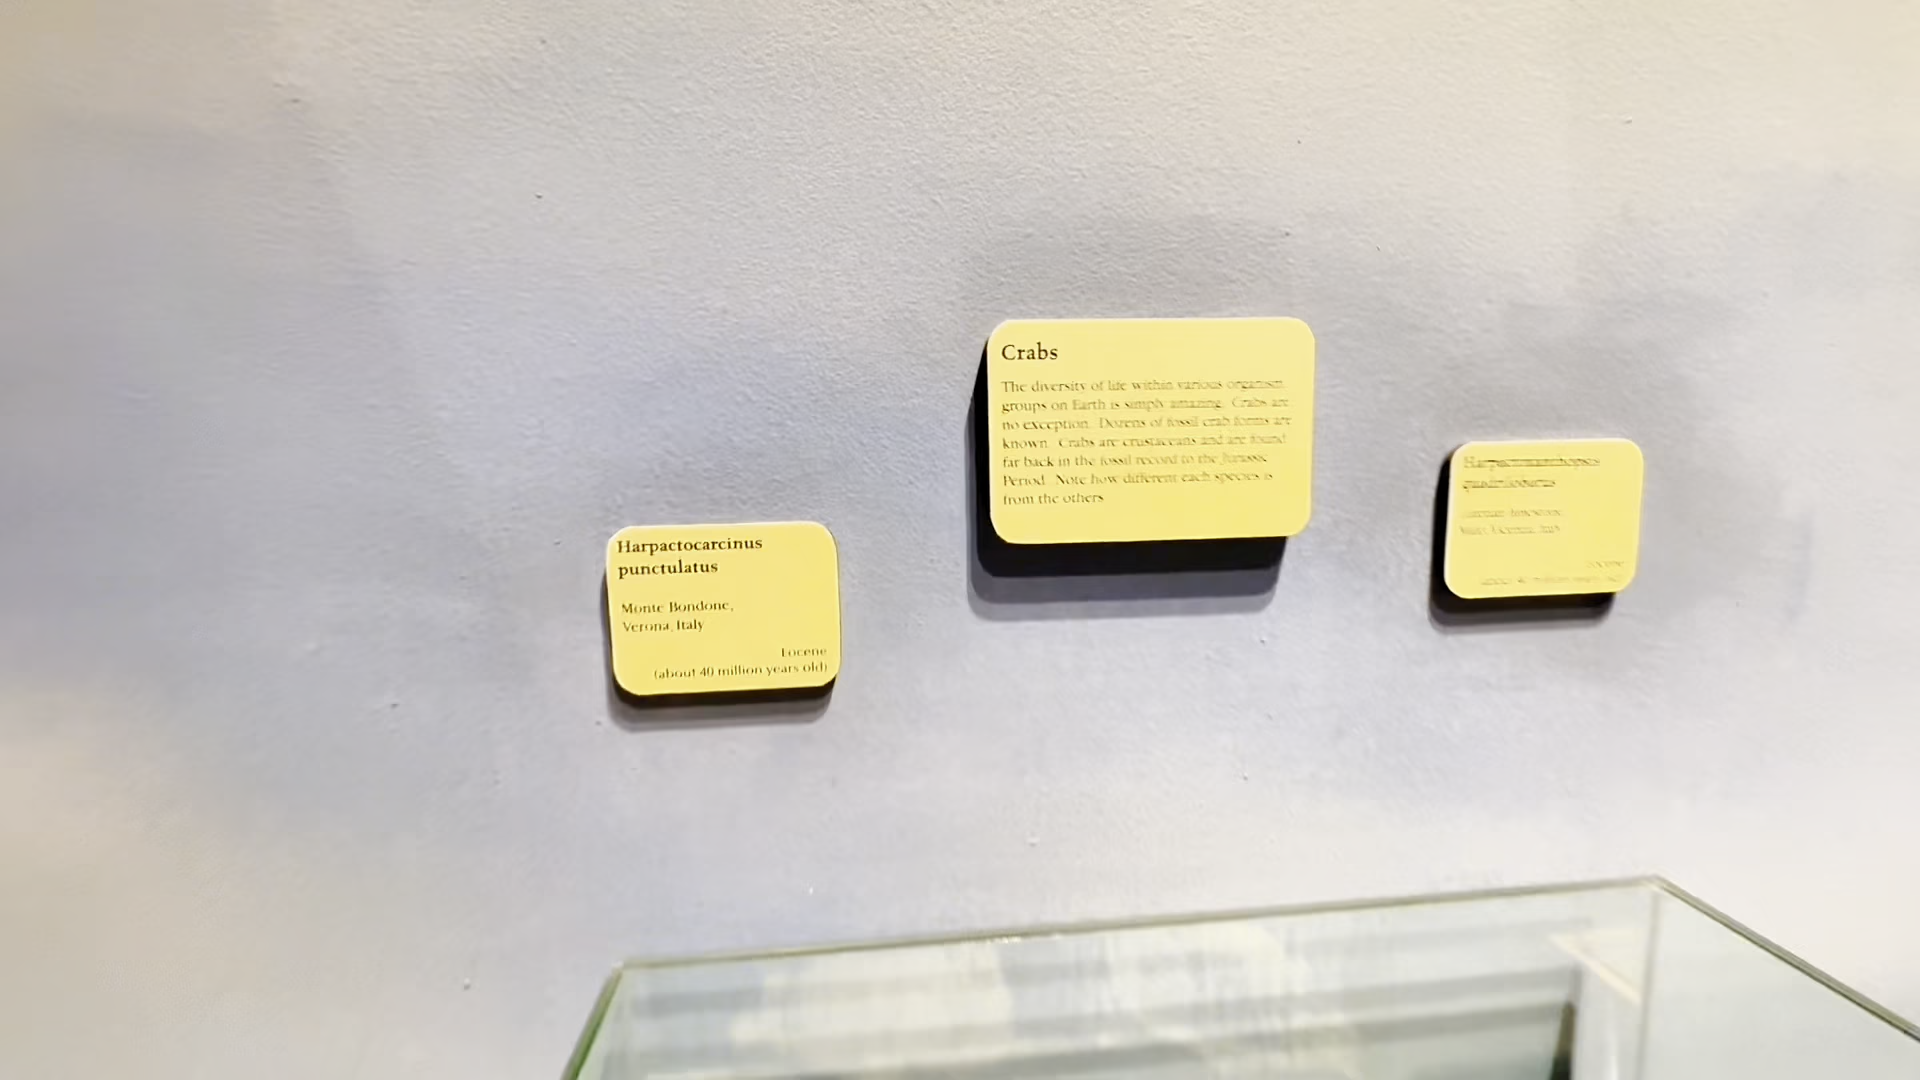 Crabs
The diversity of life within various organism
groups on Earth is simply amazing. Crabs are
no exception. Dozens of fossil crab forms are
known. Crabs are crustaceans and are found
far back in the fossil record to the Jurassic
Period. Note how different each species is
from the others
Harpactocarcinus
punctulatus
Monte Bondone,
Verona, Italy
Eocene
(about 40 million years old)
Italy
Eocene